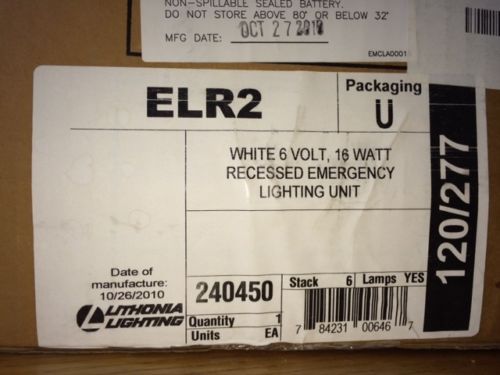 NON-SPILLABLE SEALED BATTERY.
DO NOT STORE ABOVE 80° OR BELOW 32°
MFG DATE: OCT 27 2010
EMCLA0001
ELR2
Packaging
U
WHITE 6 VOLT, 16 WATT
RECESSED EMERGENCY
LIGHTING UNIT
120/277
Date of
manufacture:
10/26/2010
LITHONIA
LIGHTING
240450
Quantity 1
Units EA
Stack 6 Lamps YES
7 84231 00646 7